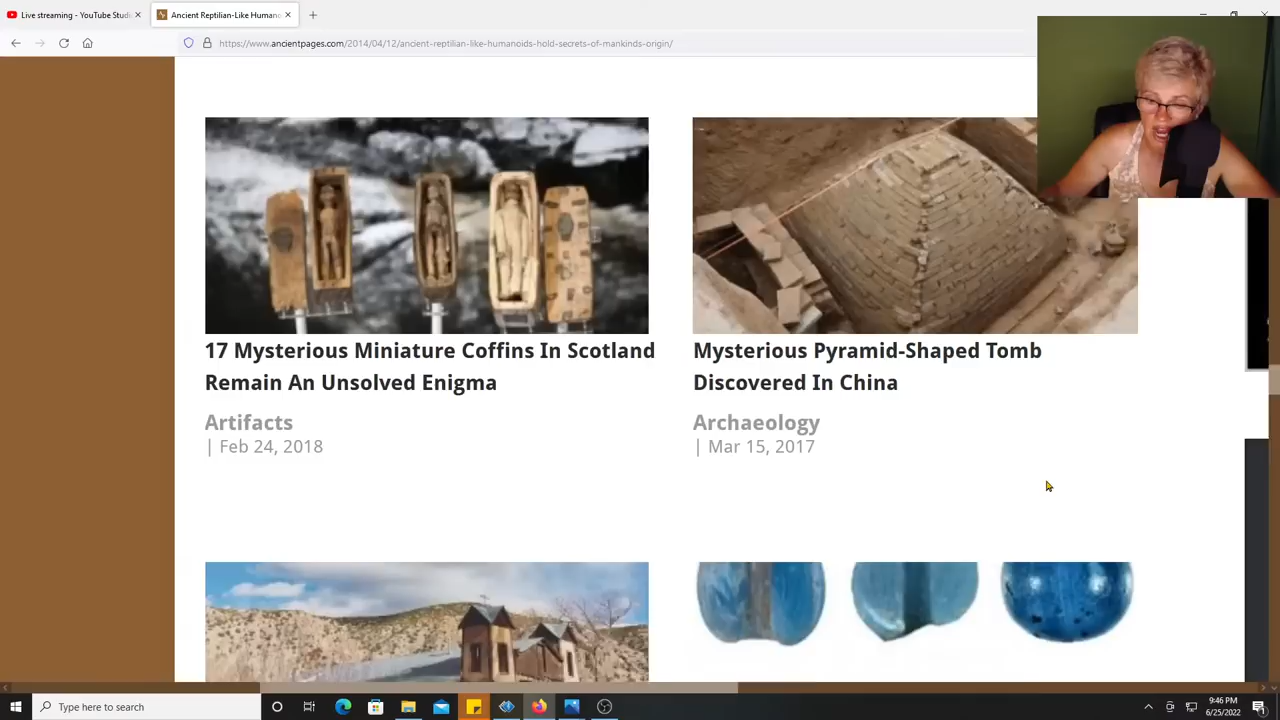 Live streaming - YouTube Studi
Ancient Reptilian-Like Humano
https://www.ancientpages.com/2014/04/12/ancient-reptilian-like-humanoids-hold-secrets-of-mankinds-origin/
17 Mysterious Miniature Coffins In Scotland
Remain An Unsolved Enigma
Artifacts
| Feb 24, 2018
Mysterious Pyramid-Shaped Tomb
Discovered In China
Archaeology
| Mar 15, 2017
Type here to search
9:46 PM
6/25/2022